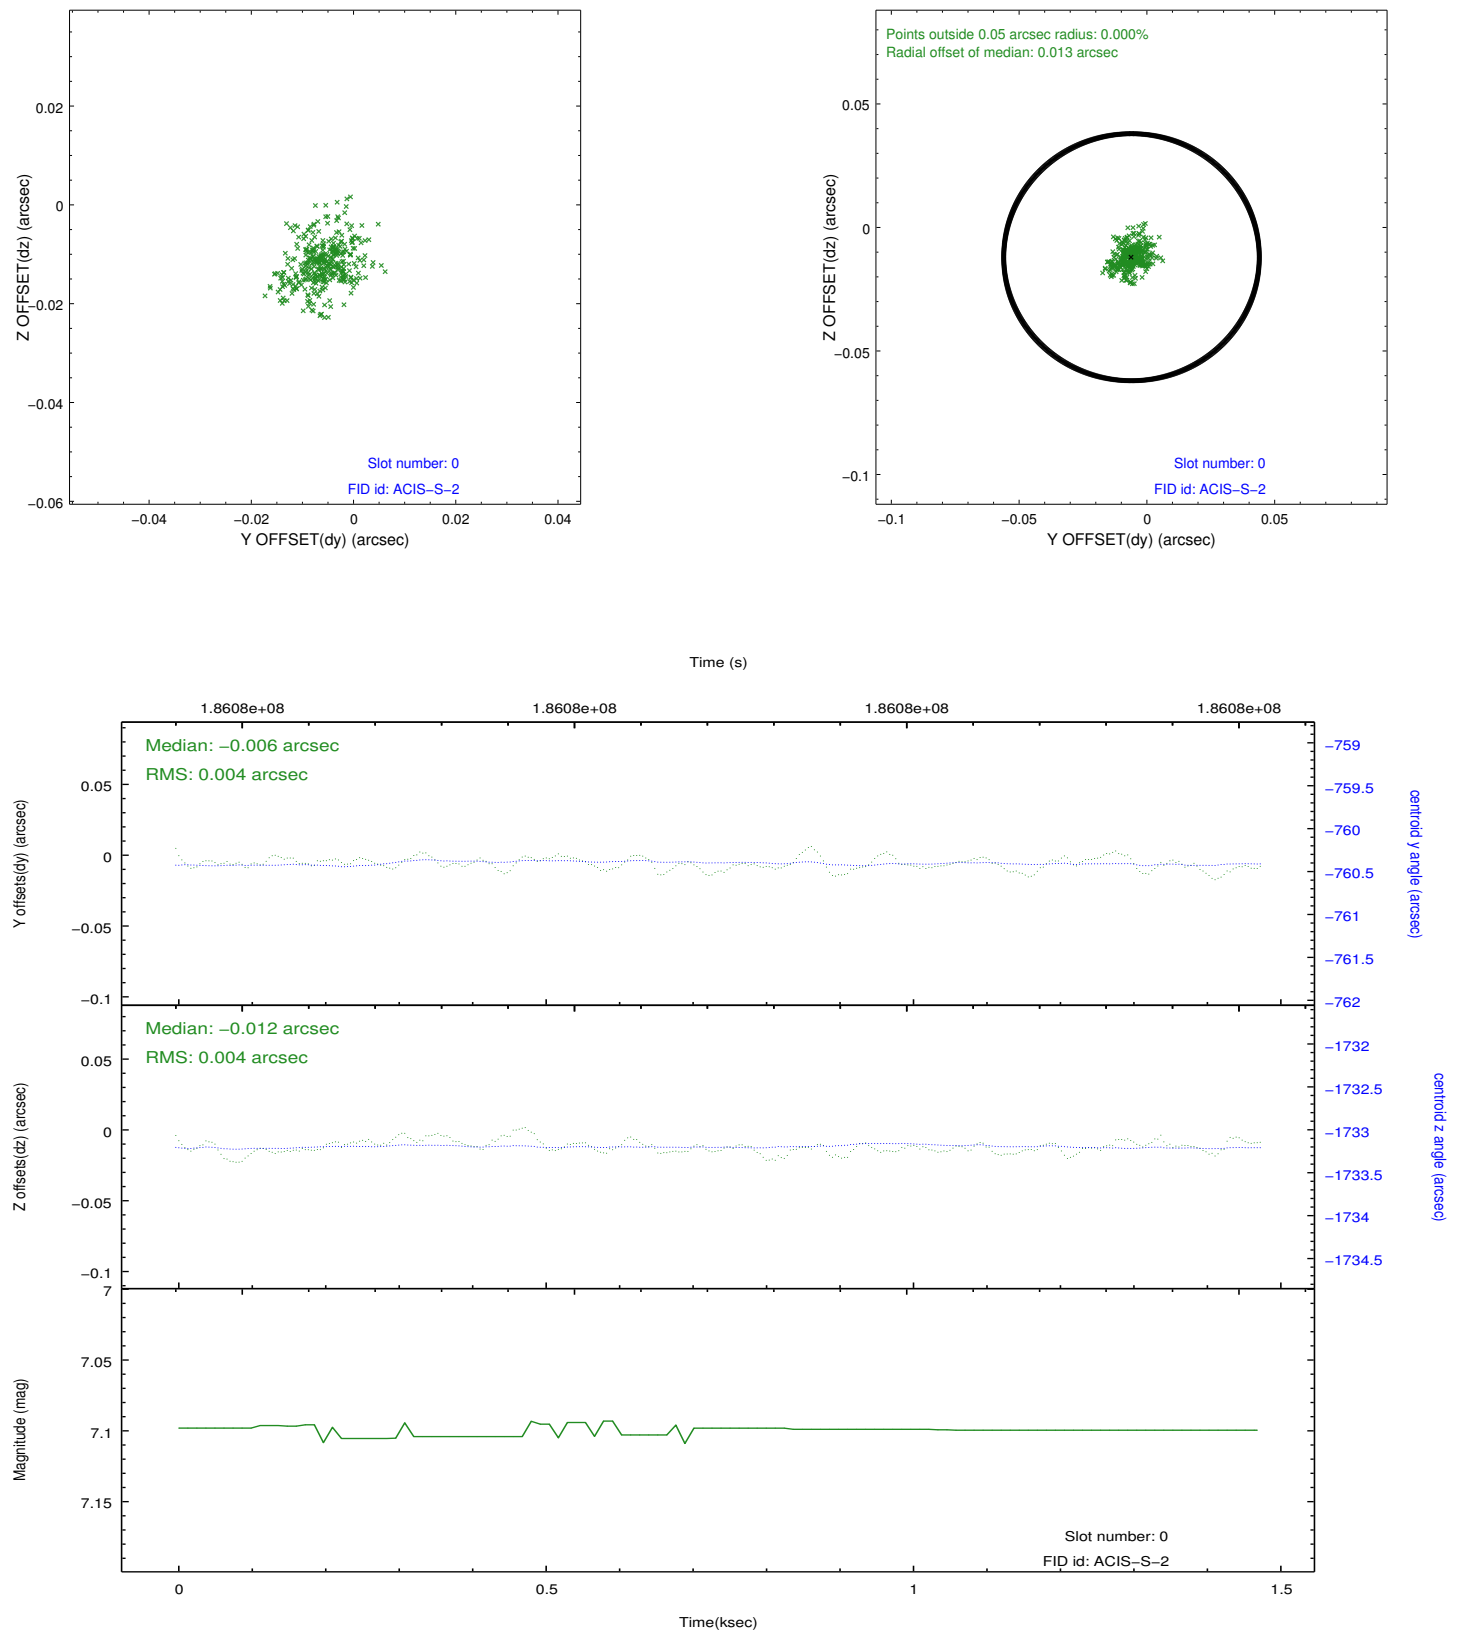 0.02
0
−0.02
−0.04
−0.06
Z OFFSET(dz) (arcsec)
Slot number: 0
FID id: ACIS−S−2
−0.04
−0.02
0
0.02
0.04
Y OFFSET(dy) (arcsec)
Points outside 0.05 arcsec radius: 0.000%
Radial offset of median: 0.013 arcsec
0.05
0
−0.05
−0.1
Z OFFSET(dz) (arcsec)
Slot number: 0
FID id: ACIS−S−2
−0.1
−0.05
0
0.05
Y OFFSET(dy) (arcsec)
Time (s)
1.8608e+08
1.8608e+08
1.8608e+08
1.8608e+08
Median: −0.006 arcsec
RMS: 0.004 arcsec
0.05
0
−0.05
−0.1
Y offsets(dy) (arcsec)
−759
−759.5
−760
−760.5
−761
−761.5
−762
centroid y angle (arcsec)
Median: −0.012 arcsec
RMS: 0.004 arcsec
0.05
0
−0.05
−0.1
Z offsets(dz) (arcsec)
−1732
−1732.5
−1733
−1733.5
−1734
−1734.5
centroid z angle (arcsec)
7
7.05
7.1
7.15
Magnitude (mag)
Slot number: 0
FID id: ACIS−S−2
0
0.5
1
1.5
Time(ksec)